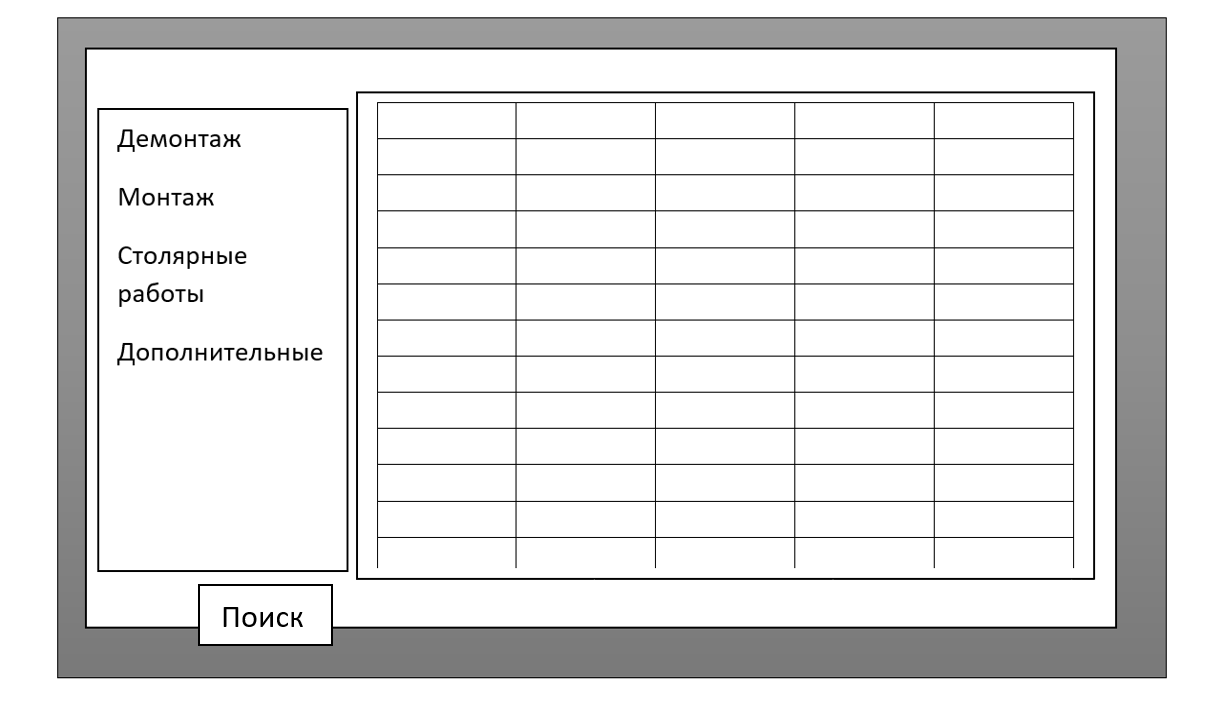 Демонтаж
Монтаж
Столярные
работы
Дополнительные
Поиск